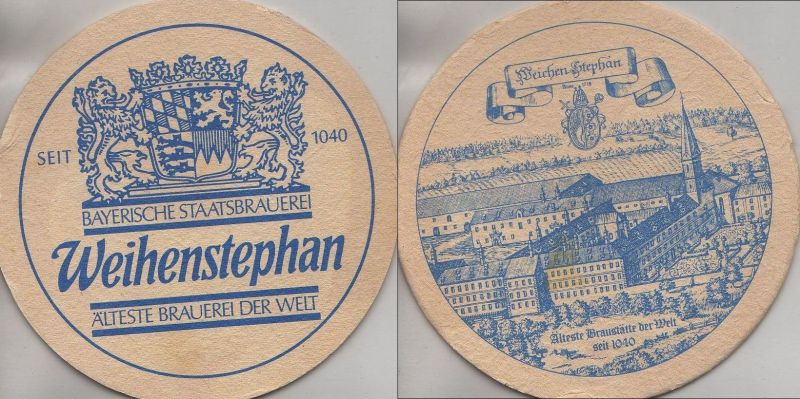 SEIT 1040
BAYERISCHE STAATSBRAUEREI
Weihenstephan
ÄLTESTE BRAUEREI DER WELT
Weichen Stephan
Älteste Braustätte der Welt
seit 1040